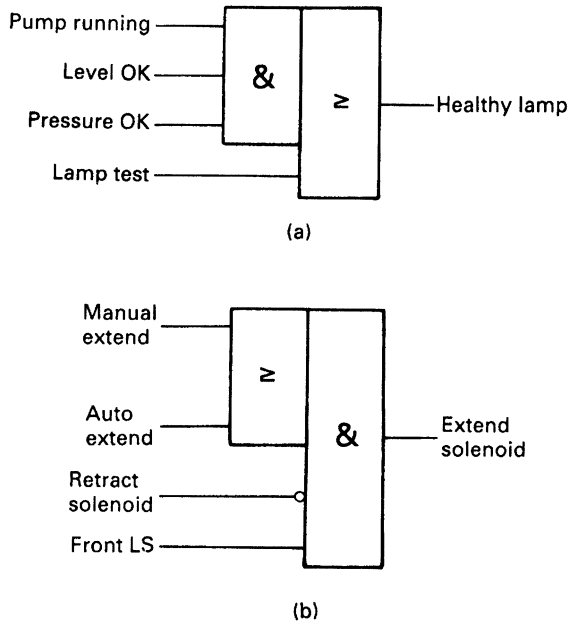 Pump running
Level OK
&
≥
Healthy lamp
Pressure OK
Lamp test
(a)
Manual
extend
≥
Auto
extend
&
Extend
solenoid
Retract
solenoid
Front LS
(b)